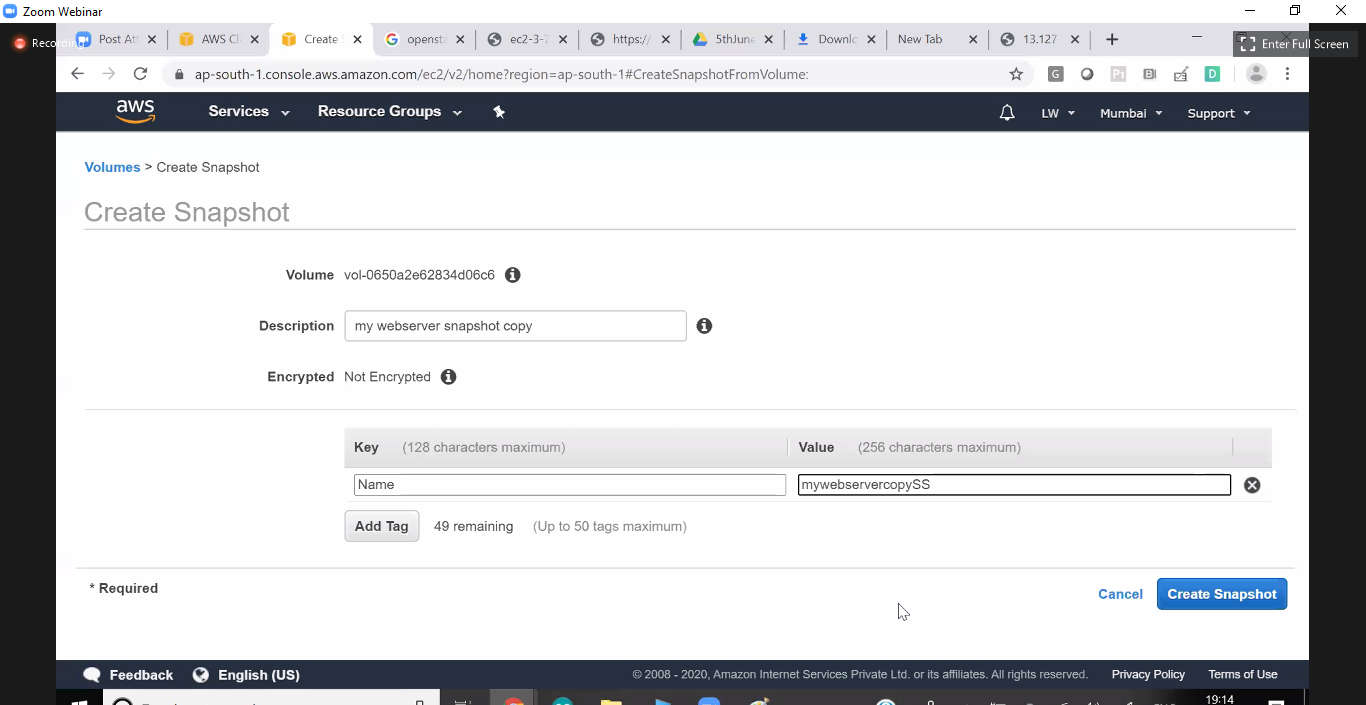 Zoom Webinar
Recording
Post Att
AWS Cl
Create S
opensta
ec2-3-7
https://
5thJune
Downlo
New Tab
13.127
Enter Full Screen
ap-south-1.console.aws.amazon.com/ec2/v2/home?region=ap-south-1#CreateSnapshotFromVolume:
aws Services Resource Groups LW Mumbai Support
Volumes > Create Snapshot
Create Snapshot
Volume vol-0650a2e62834d06c6
Description my webserver snapshot copy
Encrypted Not Encrypted
Key (128 characters maximum) Value (256 characters maximum)
Name mywebservercopySS
Add Tag 49 remaining (Up to 50 tags maximum)
* Required
Cancel Create Snapshot
Feedback English (US) © 2008 - 2020, Amazon Internet Services Private Ltd. or its affiliates. All rights reserved. Privacy Policy Terms of Use
19:14